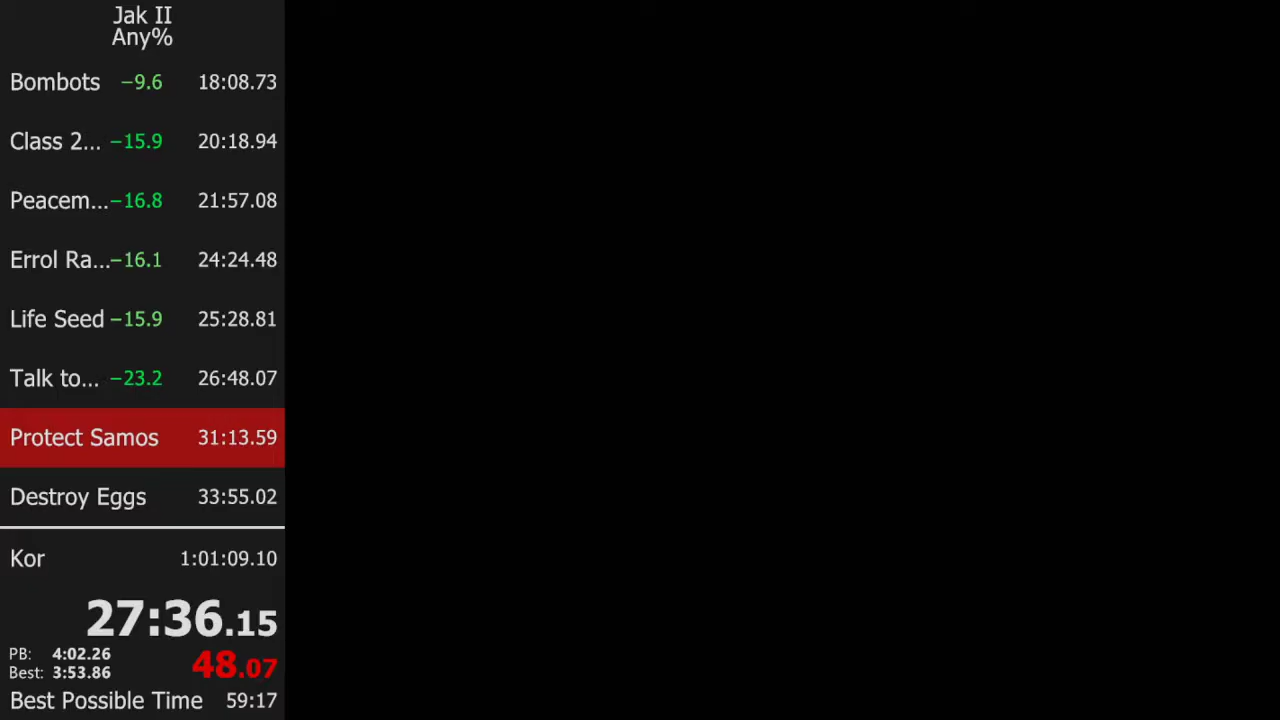 Jak II
Any%
Bombots −9.6 18:08.73
Class 2... −15.9 20:18.94
Peacem... −16.8 21:57.08
Errol Ra... −16.1 24:24.48
Life Seed −15.9 25:28.81
Talk to... −23.2 26:48.07
Protect Samos 31:13.59
Destroy Eggs 33:55.02
Kor 1:01:09.10
27:36.15
PB: 4:02.26
Best: 3:53.86
48.07
Best Possible Time 59:17